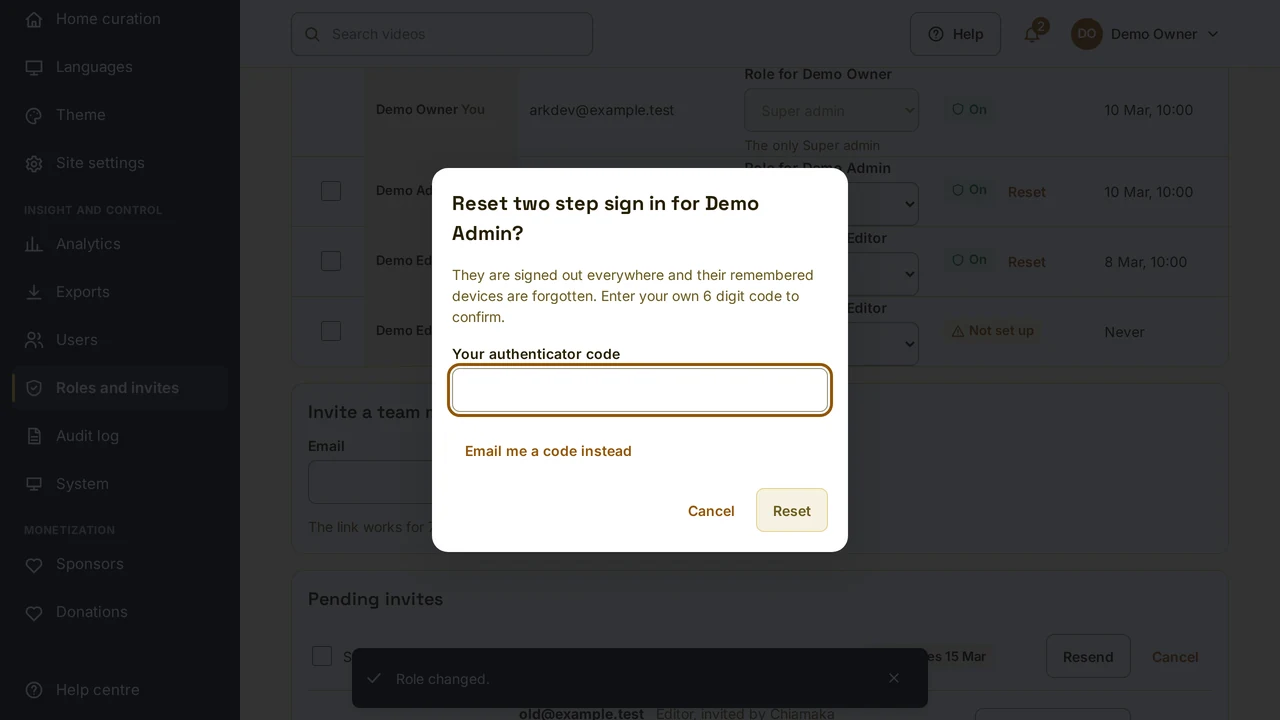 Home curation
Languages
Theme
Site settings
INSIGHT AND CONTROL
Analytics
Exports
Users
Roles and invites
Audit log
System
MONETIZATION
Sponsors
Donations
Help centre
Search videos
Help
2
DO
Demo Owner
Role for Demo Owner
Demo Owner You
arkdev@example.test
Super admin
On
10 Mar, 10:00
The only Super admin
Role for Demo Admin
Demo Ad
On
Reset
10 Mar, 10:00
Editor
Demo Ed
On
Reset
8 Mar, 10:00
Editor
Demo Ed
Not set up
Never
Reset two step sign in for Demo
Admin?
They are signed out everywhere and their remembered
devices are forgotten. Enter your own 6 digit code to
confirm.
Your authenticator code
Email me a code instead
Cancel
Reset
Invite a team
Email
The link works for
Pending invites
15 Mar
Resend
Cancel
Role changed.
old@example.test Editor, invited by Chiamaka